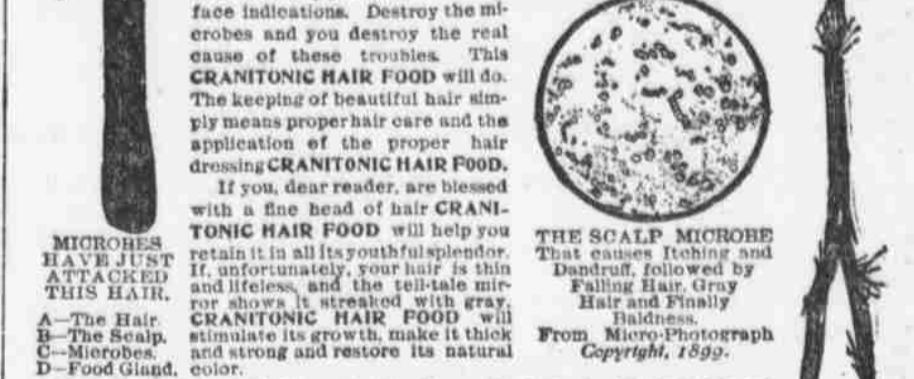 MICROBES
HAVE JUST
ATTACKED
THIS HAIR.
A—The Hair.
B—The Scalp.
C—Microbes.
D—Food Gland.
face indications. Destroy the mi-
crobes and you destroy the real
cause of these troubles. This
CRANITONIC HAIR FOOD will do.
The keeping of beautiful hair sim-
ply means proper hair care and the
application of the proper hair
dressing CRANITONIC HAIR FOOD.
If you, dear reader, are blessed
with a fine head of hair CRANI-
TONIC HAIR FOOD will help you
retain it in all its youthful splendor.
If, unfortunately, your hair is thin
and lifeless, and the tell-tale mir-
ror shows it streaked with gray,
CRANITONIC HAIR FOOD will
stimulate its growth, make it thick
and strong and restore its natural
color.
THE SCALP MICROBE
That causes Itching and
Dandruff, followed by
Falling Hair, Gray
Hair and Finally
Baldness.
From Micro-Photograph
Copyright, 1899.